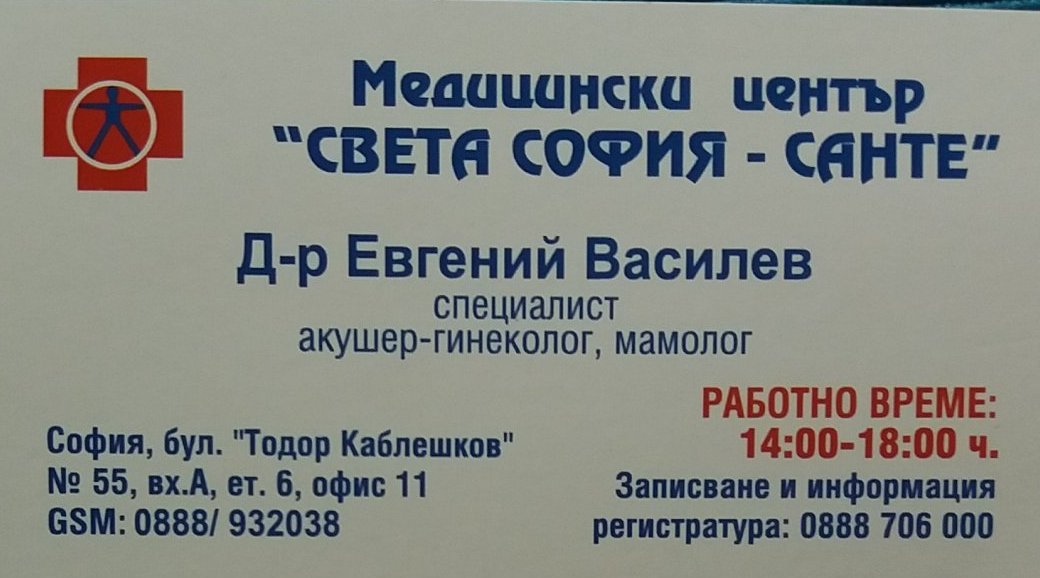 Медицински център
"СВЕТА СОФИЯ - САНТЕ"
Д-р Евгений Василев
специалист
акушер-гинеколог, мамолог
София, бул. "Тодор Каблешков"
№ 55, вх.А, ет. 6, офис 11
GSM: 0888/ 932038
РАБОТНО ВРЕМЕ:
14:00-18:00 ч.
Записване и информация
регистратура: 0888 706 000